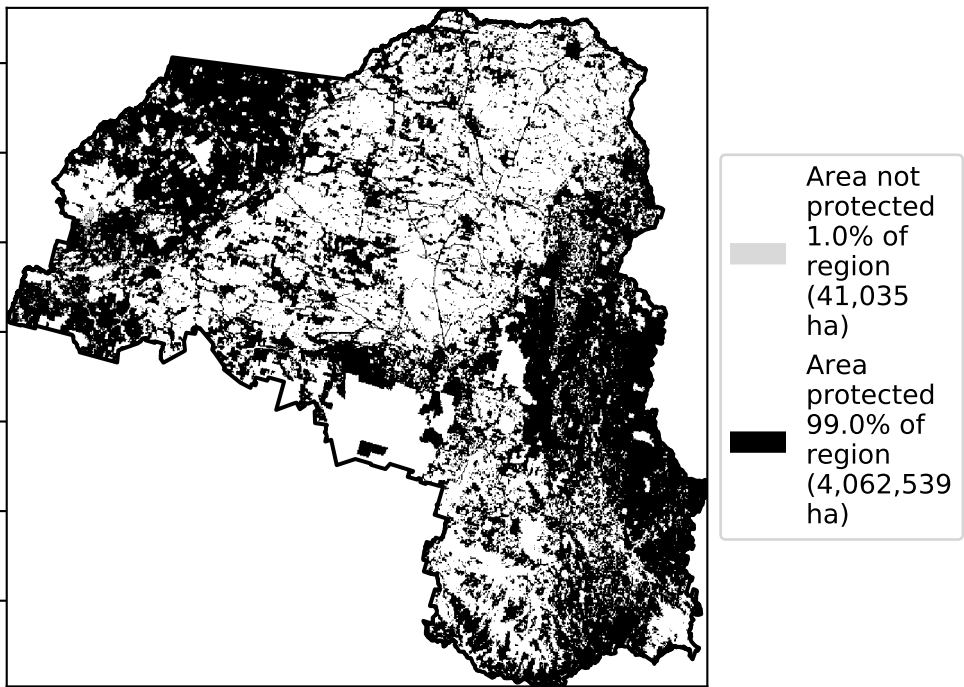 Area not
protected
1.0% of
region
(41,035
ha)
Area
protected
99.0% of
region
(4,062,539
ha)